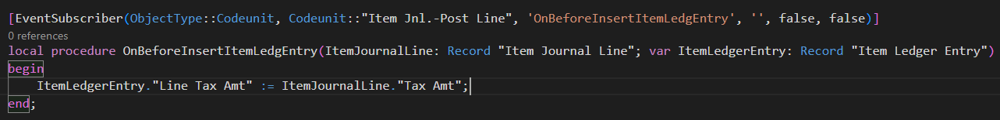 [EventSubscriber(ObjectType::Codeunit, Codeunit::"Item Jnl.-Post Line", 'OnBeforeInsertItemLedgEntry', '', false, false)]
0 references
local procedure OnBeforeInsertItemLedgEntry(ItemJournalLine: Record "Item Journal Line"; var ItemLedgerEntry: Record "Item Ledger Entry")
begin
    ItemLedgerEntry."Line Tax Amt" := ItemJournalLine."Tax Amt";
end;